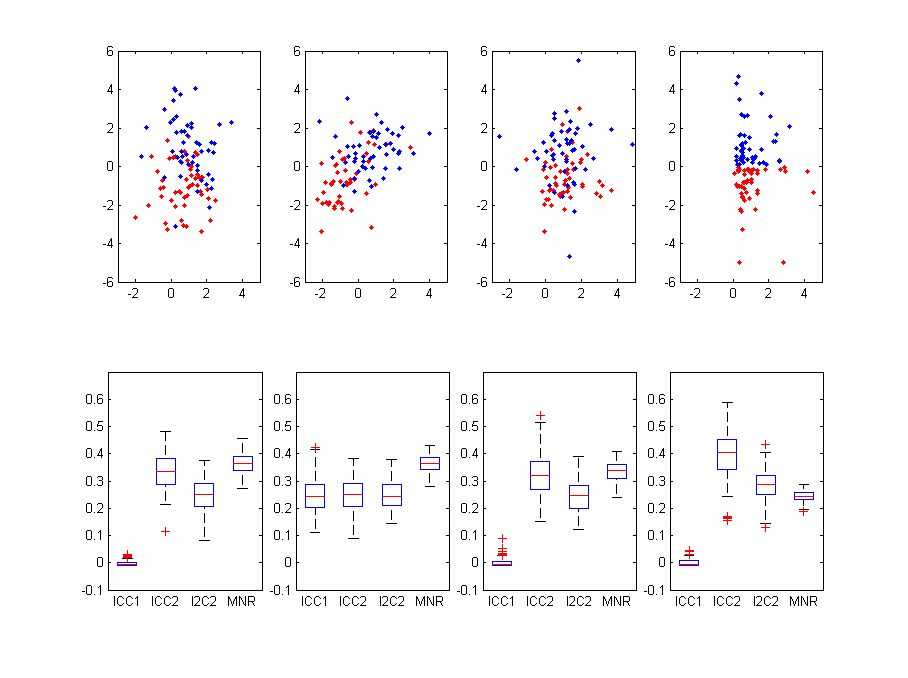 6 6 6 6
4 4 4 4
2 2 2 2
0 0 0 0
-2 -2 -2 -2
-4 -4 -4 -4
-6 -6 -6 -6
-2 0 2 4 -2 0 2 4 -2 0 2 4 -2 0 2 4
0.6 0.6 0.6 0.6
0.5 0.5 0.5 0.5
0.4 0.4 0.4 0.4
0.3 0.3 0.3 0.3
0.2 0.2 0.2 0.2
0.1 0.1 0.1 0.1
0 0 0 0
-0.1 -0.1 -0.1 -0.1
ICC1 ICC2 I2C2 MNR ICC1 ICC2 I2C2 MNR ICC1 ICC2 I2C2 MNR ICC1 ICC2 I2C2 MNR